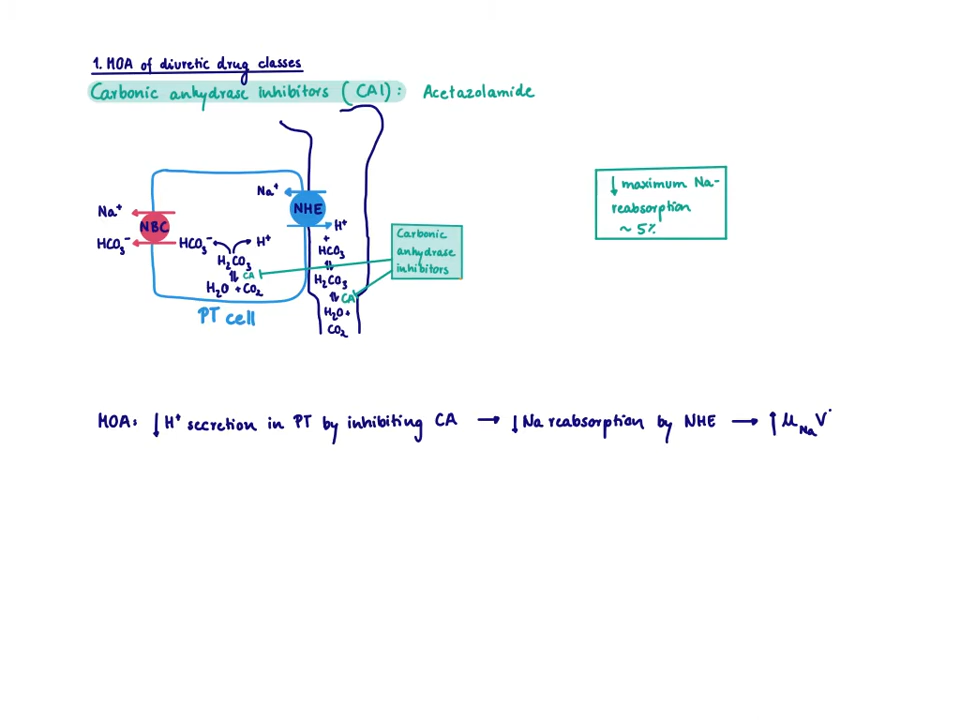 1. MOA of diuretic drug classes
Carbonic anhydrase inhibitors (CAI): Acetazolamide
Na⁺
NHE
H⁺
+
HCO₃
⇅
H₂CO₃
⇅ CA
H₂O +
CO₂
Na⁺
NBC
HCO₃⁻
HCO₃⁻
H⁺
H₂CO₃
⇅ CA
H₂O + CO₂
PT cell
Carbonic
anhydrase
inhibitors
↓ maximum Na-
reabsorption
~ 5%
MOA: ↓ H⁺ secretion in PT by inhibiting CA → ↓ Na reabsorption by NHE → ↑ U_Na V̇